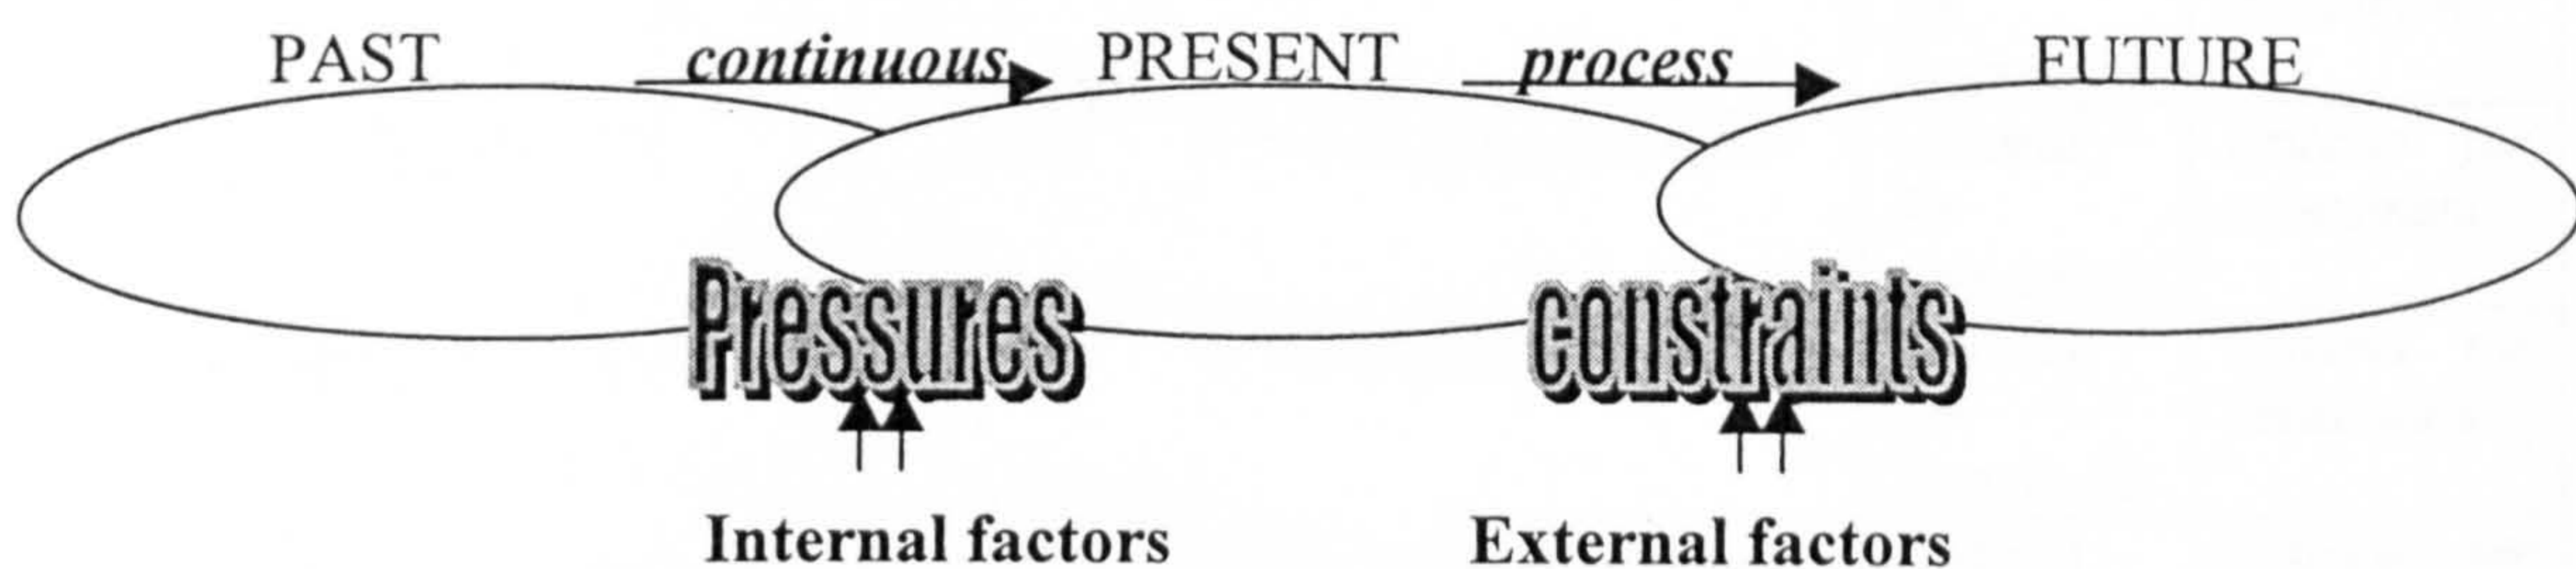 PAST continuous PRESENT process FUTURE
Pressures constraints
Internal factors External factors